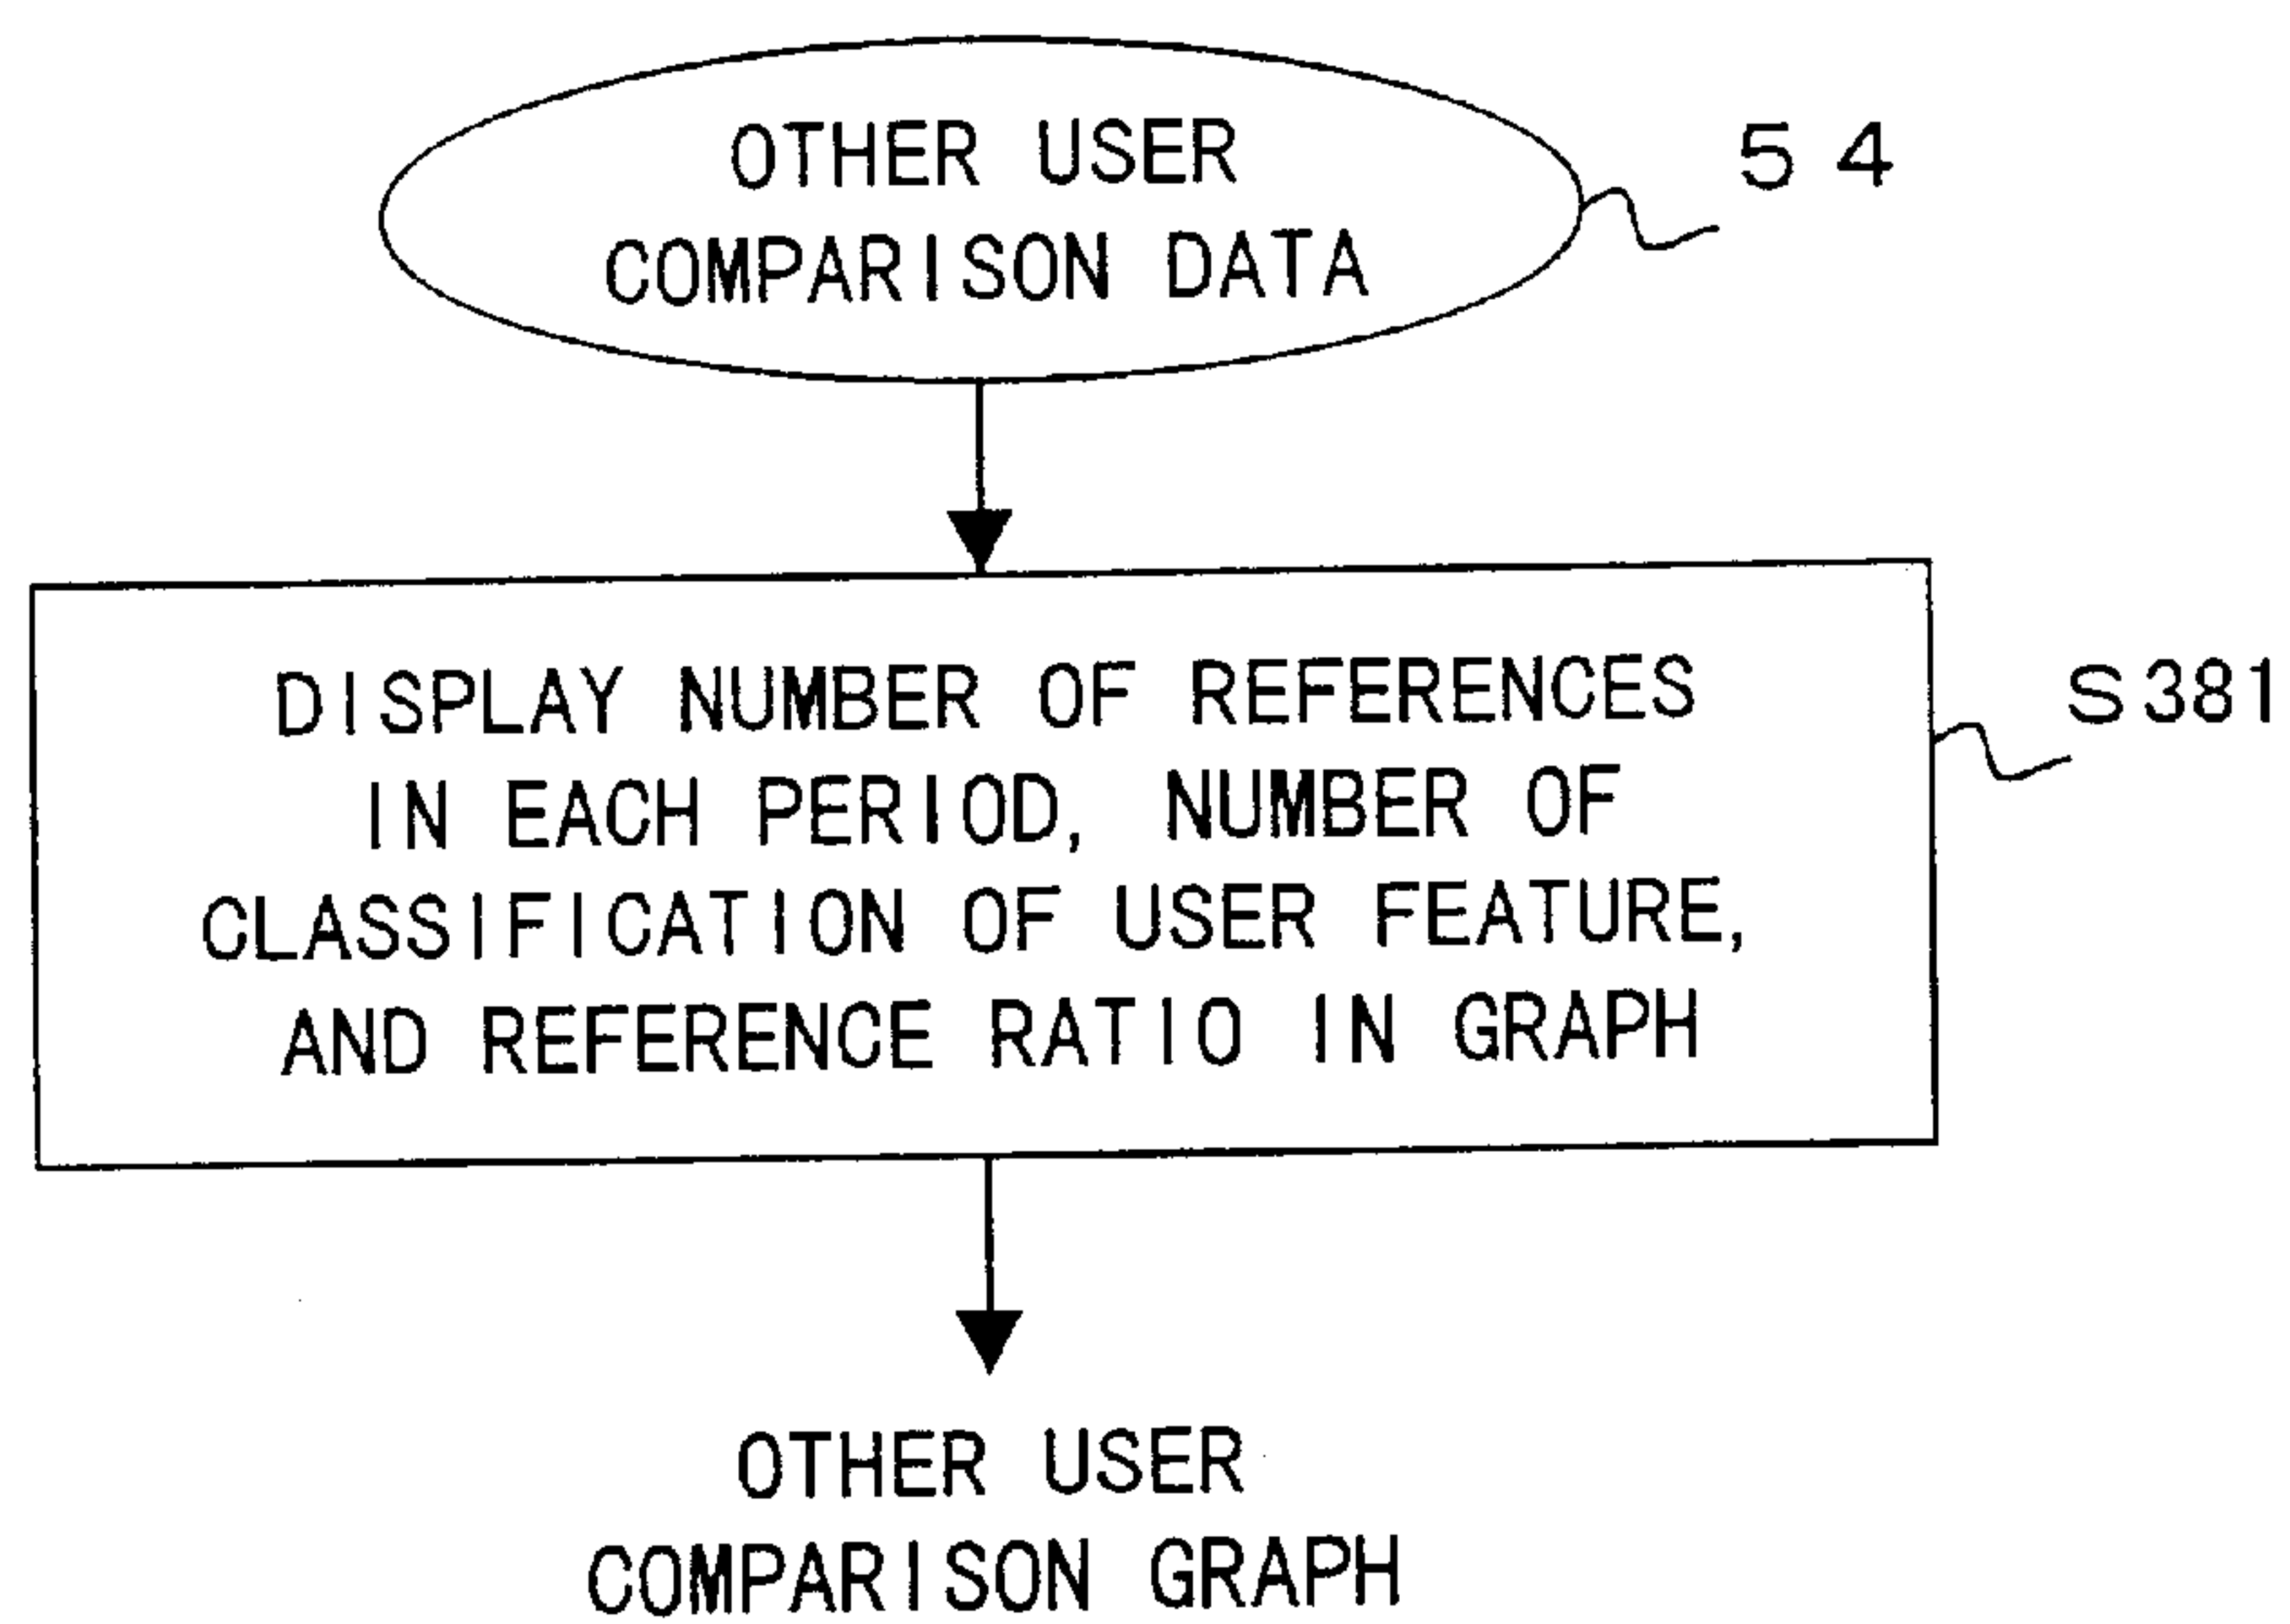 OTHER USER
COMPARISON DATA
54
DISPLAY NUMBER OF REFERENCES
IN EACH PERIOD, NUMBER OF
CLASSIFICATION OF USER FEATURE,
AND REFERENCE RATIO IN GRAPH
S381
OTHER USER
COMPARISON GRAPH